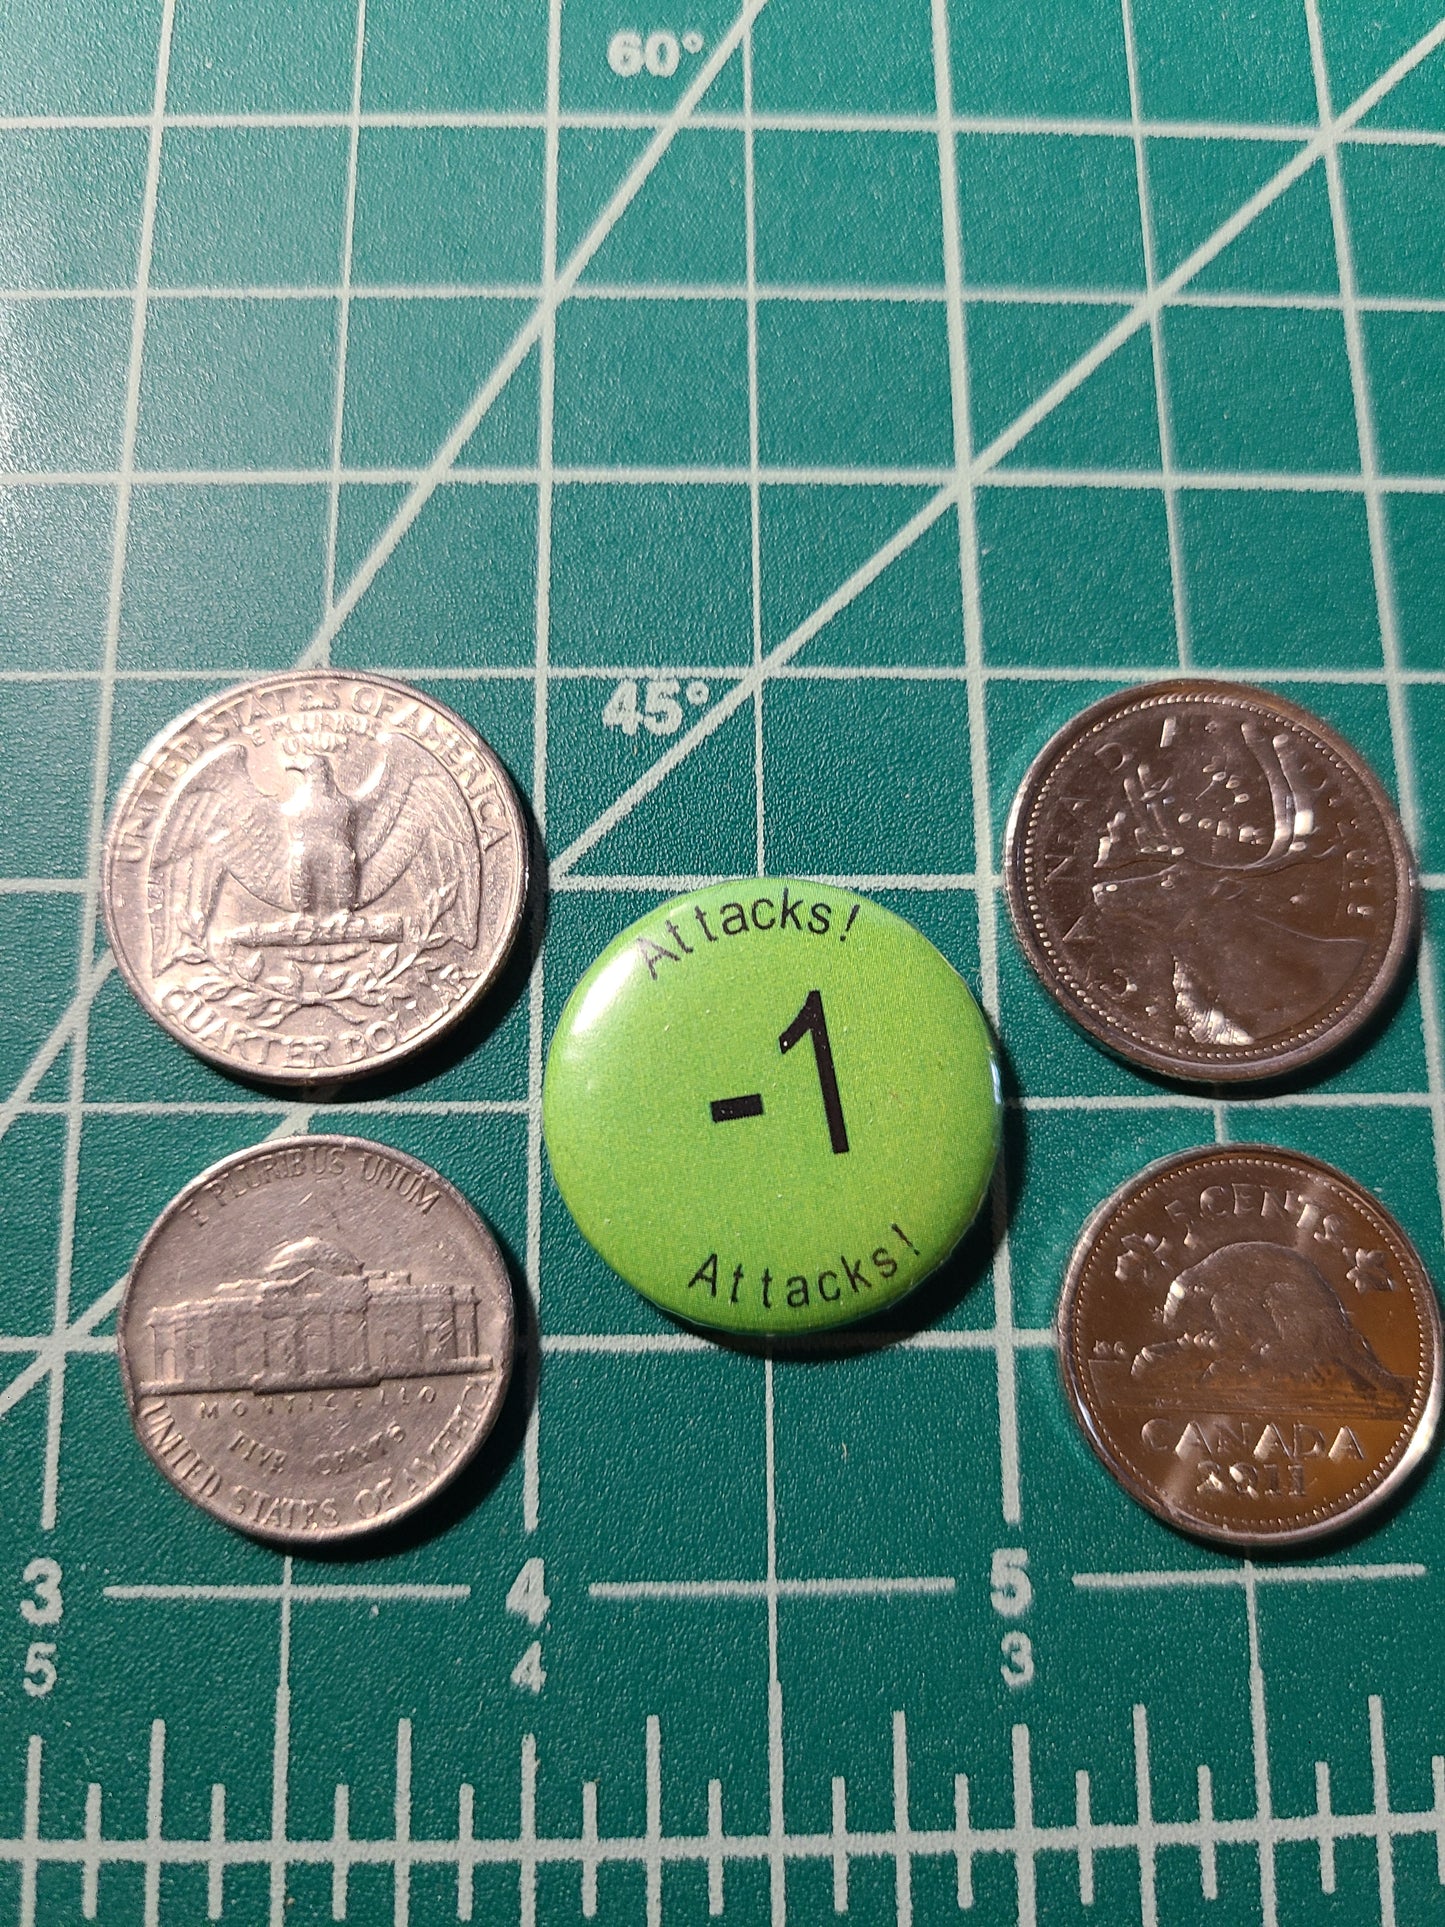 60°
45°
UNITED STATES OF AMERICA
E PLURIBUS
UNUM
QUARTER DOLLAR
CANADA
Attacks!
-1
Attacks!
E PLURIBUS UNUM
MONTICELLO
FIVE CENTS
UNITED STATES OF AMERICA
5 CENTS
CANADA
2011
3 4 5
5 4 3